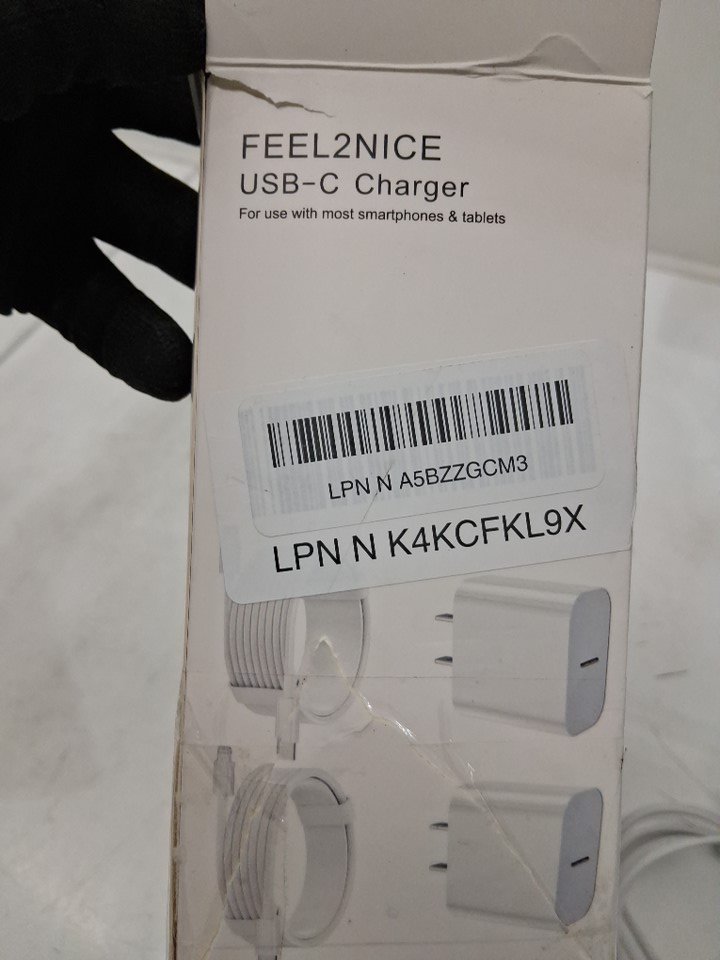 FEEL2NICE
USB-C Charger
For use with most smartphones & tablets
LPN N A5BZZGCM3
LPN N K4KCFKL9X